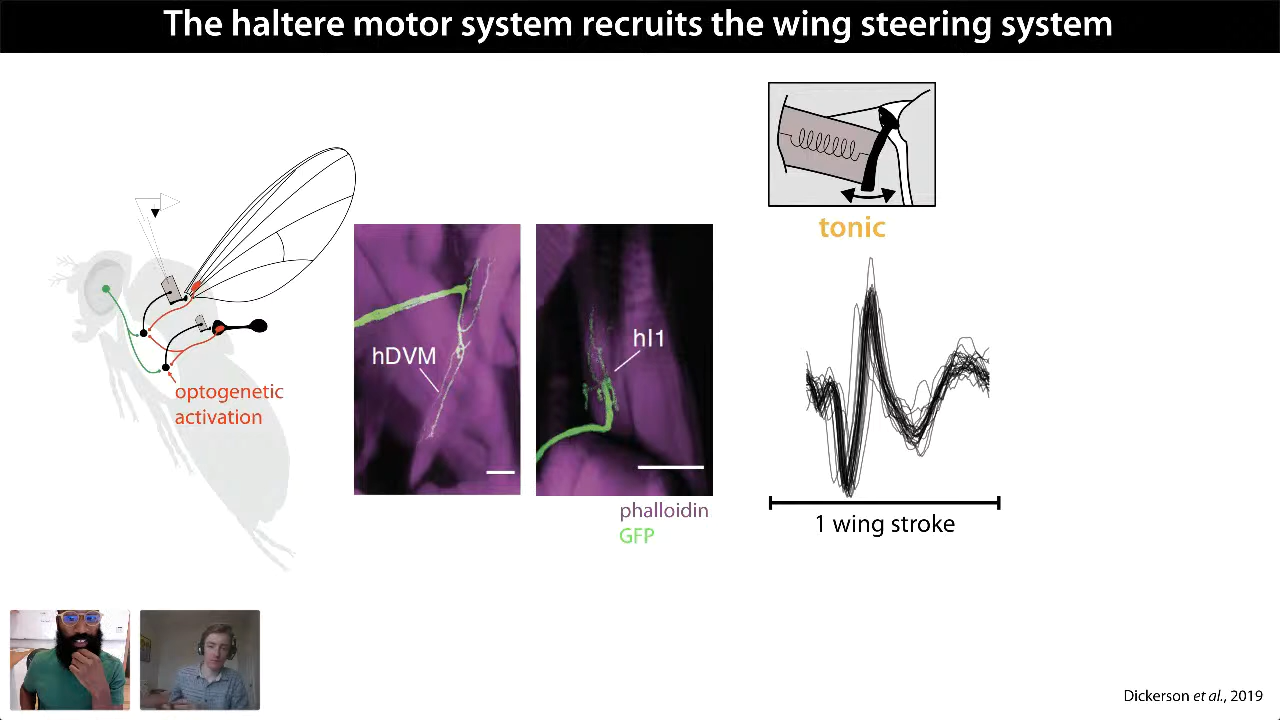 The haltere motor system recruits the wing steering system
tonic
hDVM
hI1
optogenetic
activation
phalloidin
GFP
1 wing stroke
Dickerson et al., 2019